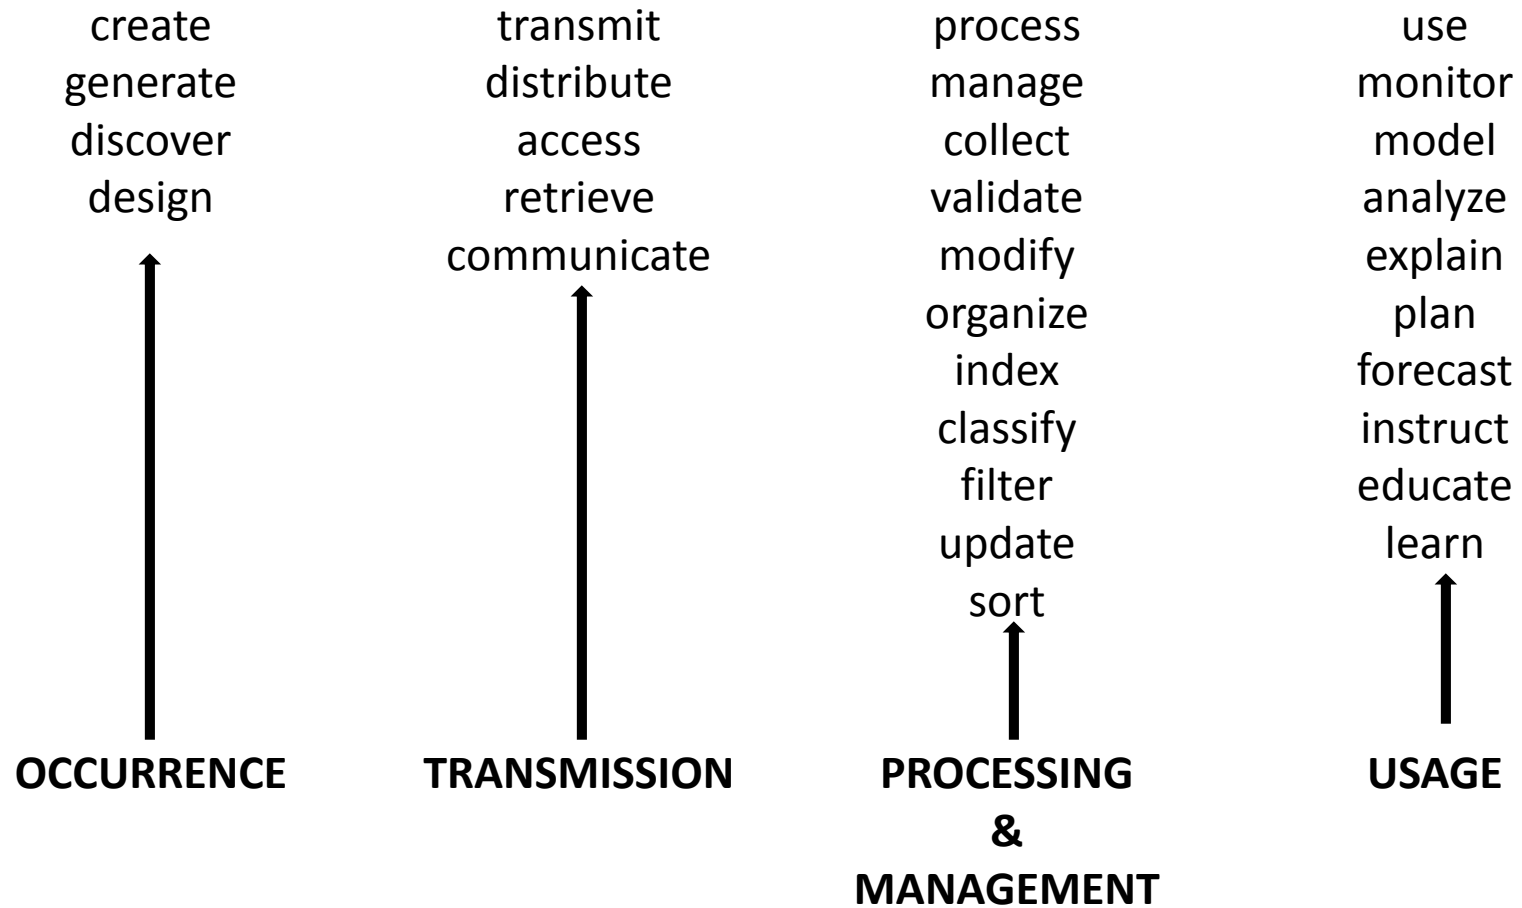 create
generate
discover
design
OCCURRENCE
transmit
distribute
access
retrieve
communicate
TRANSMISSION
process
manage
collect
validate
modify
organize
index
classify
filter
update
sort
PROCESSING
&
MANAGEMENT
use
monitor
model
analyze
explain
plan
forecast
instruct
educate
learn
USAGE